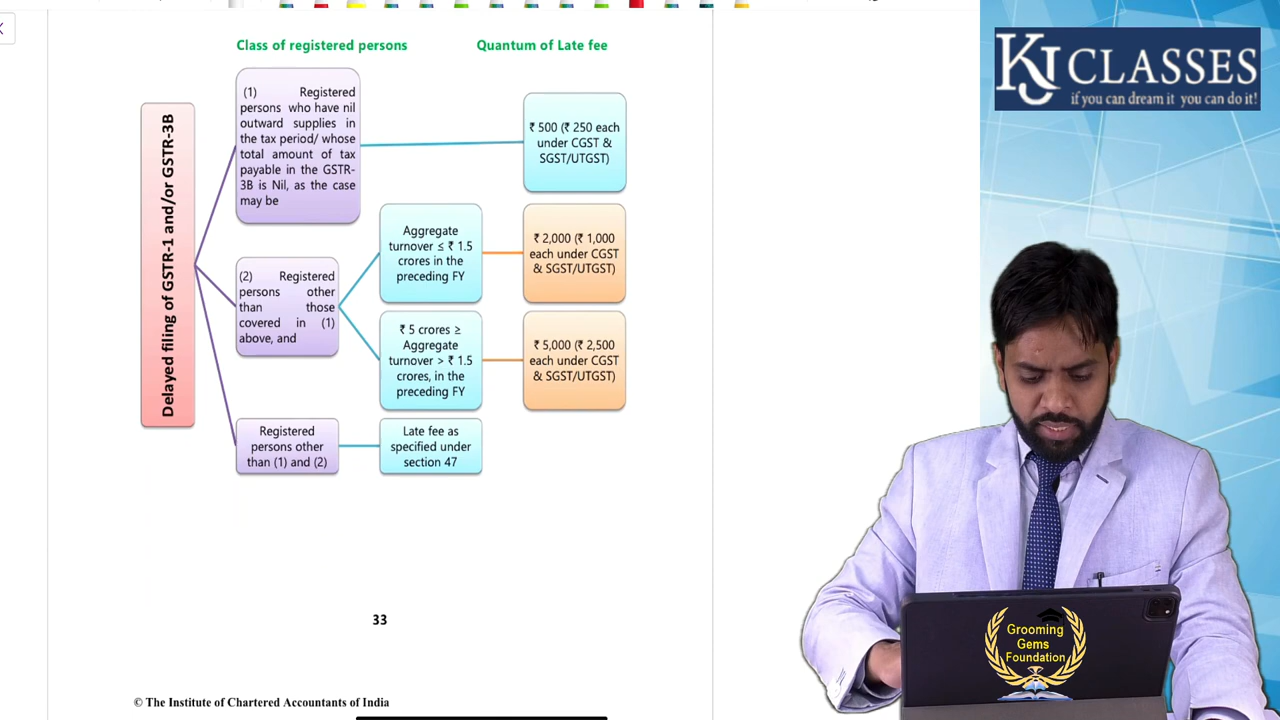 Class of registered persons
Quantum of Late fee
Delayed filing of GSTR-1 and/or GSTR-3B
(1) Registered
persons who have nil
outward supplies in
the tax period/ whose
total amount of tax
payable in the GSTR-
3B is Nil, as the case
may be
₹ 500 (₹ 250 each
under CGST &
SGST/UTGST)
(2) Registered
persons other
than those
covered in (1)
above, and
Aggregate
turnover ≤ ₹ 1.5
crores in the
preceding FY
₹ 2,000 (₹ 1,000
each under CGST
& SGST/UTGST)
₹ 5 crores ≥
Aggregate
turnover > ₹ 1.5
crores, in the
preceding FY
₹ 5,000 (₹ 2,500
each under CGST
& SGST/UTGST)
Registered
persons other
than (1) and (2)
Late fee as
specified under
section 47
33
© The Institute of Chartered Accountants of India
KJ CLASSES
if you can dream it you can do it!
Grooming
Gems
Foundation